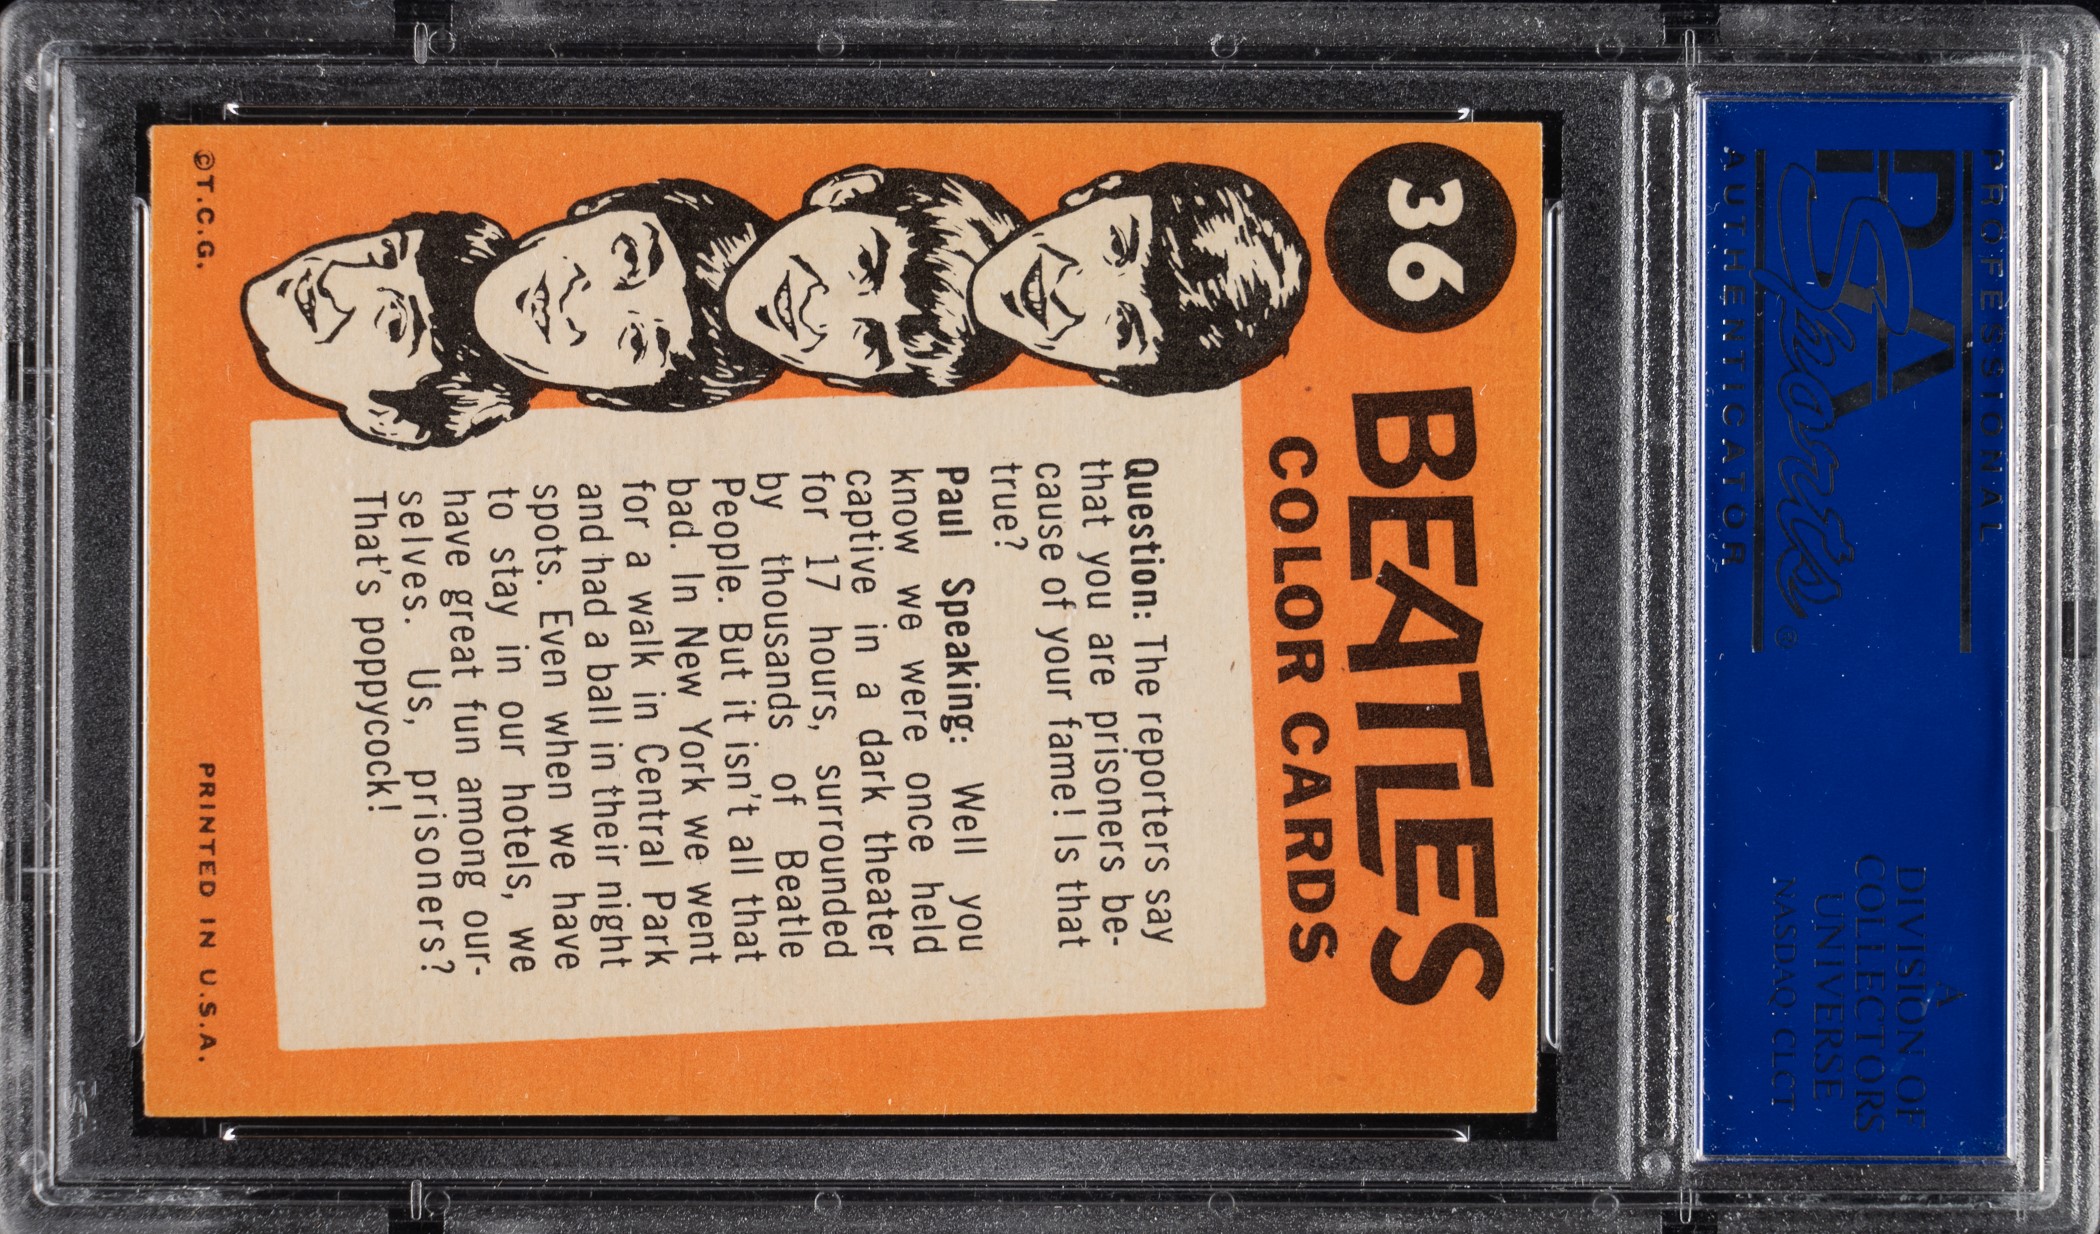 PROFESSIONAL
PSA
Sports
®
AUTHENTICATOR
A
DIVISION OF
COLLECTORS
UNIVERSE
NASDAQ: CLCT
36
BEATLES
COLOR CARDS
Question: The reporters say
that you are prisoners be-
cause of your fame! Is that
true?
Paul Speaking: Well you
know we were once held
captive in a dark theater
for 17 hours, surrounded
by thousands of Beatle
People. But it isn't all that
bad. In New York we went
for a walk in Central Park
and had a ball in their night
spots. Even when we have
to stay in our hotels, we
have great fun among our-
selves. Us, prisoners?
That's poppycock!
©T.C.G.
PRINTED IN U.S.A.